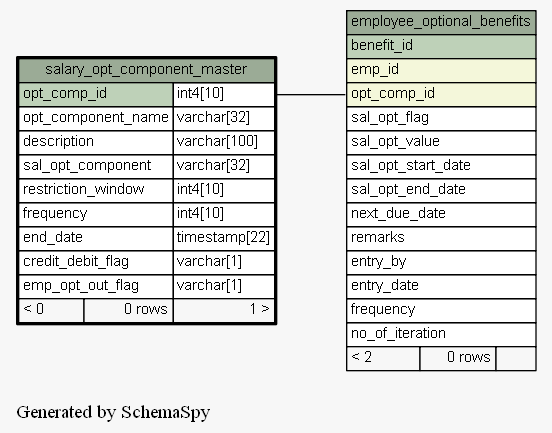 salary_opt_component_master
opt_comp_id int4[10]
opt_component_name varchar[32]
description varchar[100]
sal_opt_component varchar[32]
restriction_window int4[10]
frequency int4[10]
end_date timestamp[22]
credit_debit_flag varchar[1]
emp_opt_out_flag varchar[1]
< 0 0 rows 1 >
employee_optional_benefits
benefit_id
emp_id
opt_comp_id
sal_opt_flag
sal_opt_value
sal_opt_start_date
sal_opt_end_date
next_due_date
remarks
entry_by
entry_date
frequency
no_of_iteration
< 2 0 rows
Generated by SchemaSpy